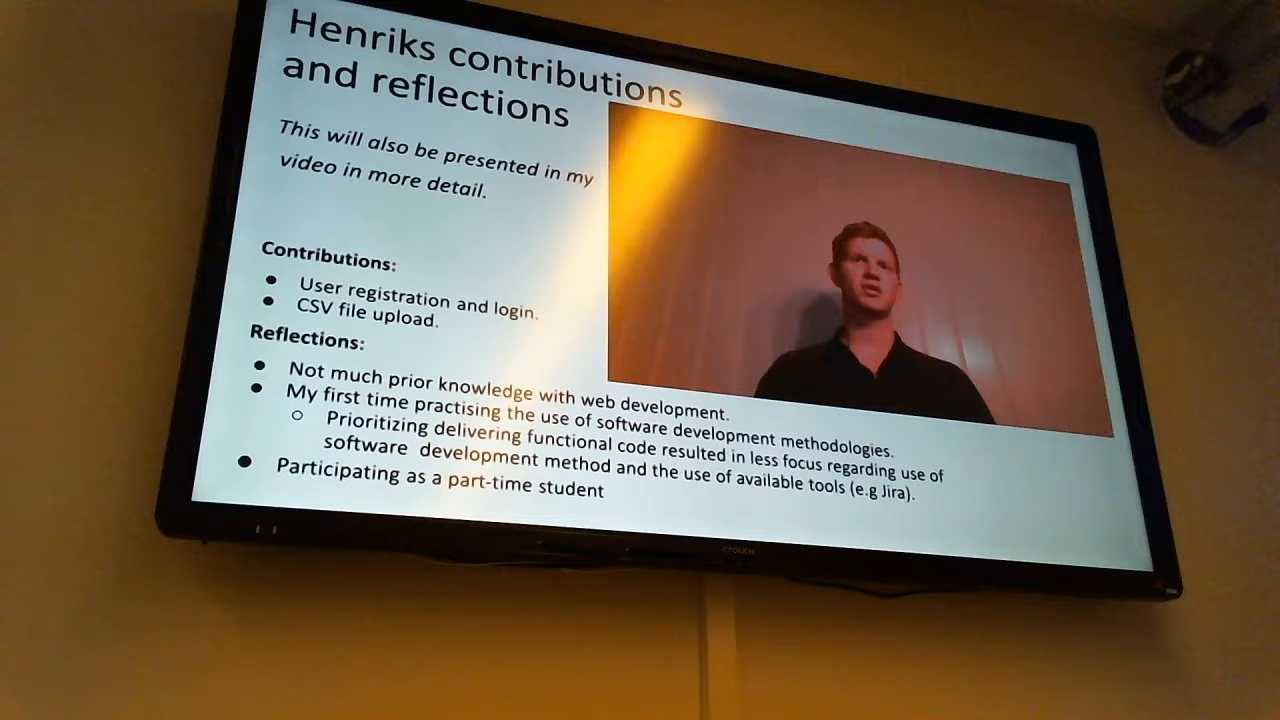 Henriks contributions
and reflections
This will also be presented in my
video in more detail.
Contributions:
● User registration and login.
● CSV file upload.
Reflections:
● Not much prior knowledge with web development.
● My first time practising the use of software development methodologies.
○ Prioritizing delivering functional code resulted in less focus regarding use of
software development method and the use of available tools (e.g Jira).
● Participating as a part-time student
CTOUCH